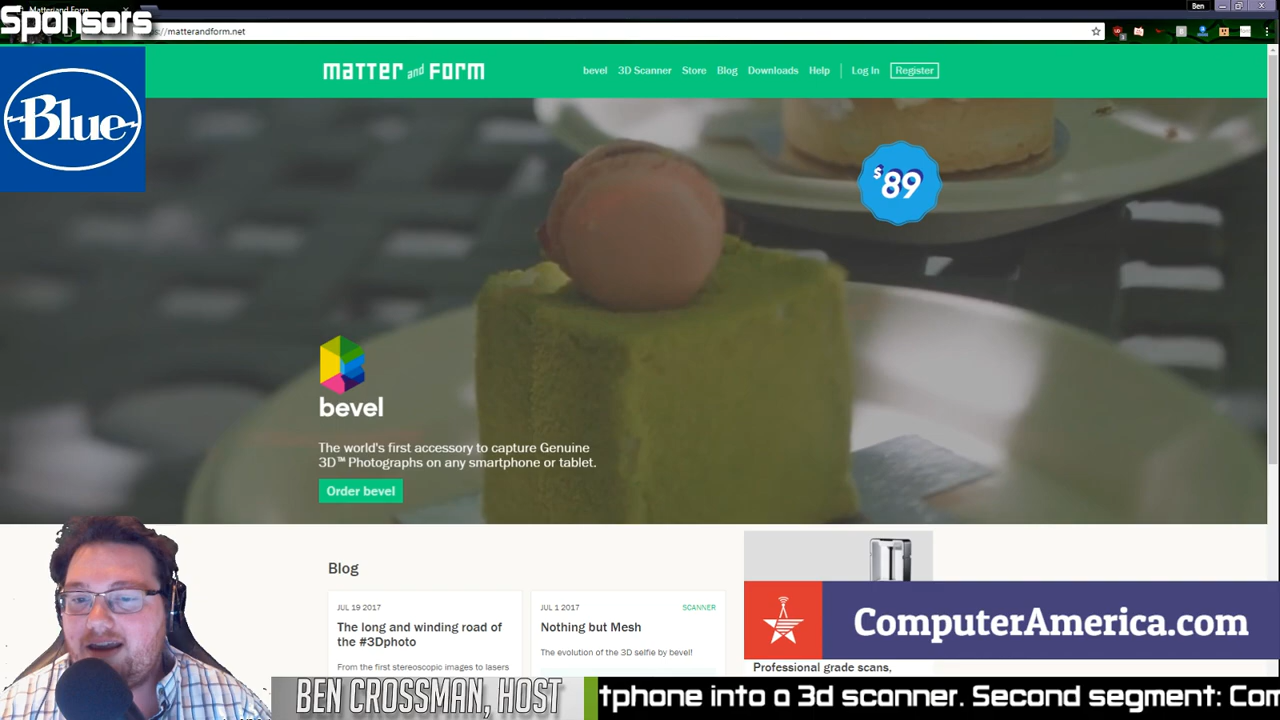 Matter and Form
Ben
Sponsors
://matterandform.net
Blue
matter and form
bevel 3D Scanner Store Blog Downloads Help Log In Register
$89
bevel
The world's first accessory to capture Genuine
3D™ Photographs on any smartphone or tablet.
Order bevel
Blog
JUL 19 2017
The long and winding road of
the #3Dphoto
From the first stereoscopic images to lasers
JUL 1 2017 SCANNER
Nothing but Mesh
The evolution of the 3D selfie by bevel!
Professional grade scans,
ComputerAmerica.com
BEN CROSSMAN, HOST
tphone into a 3d scanner. Second segment: Com